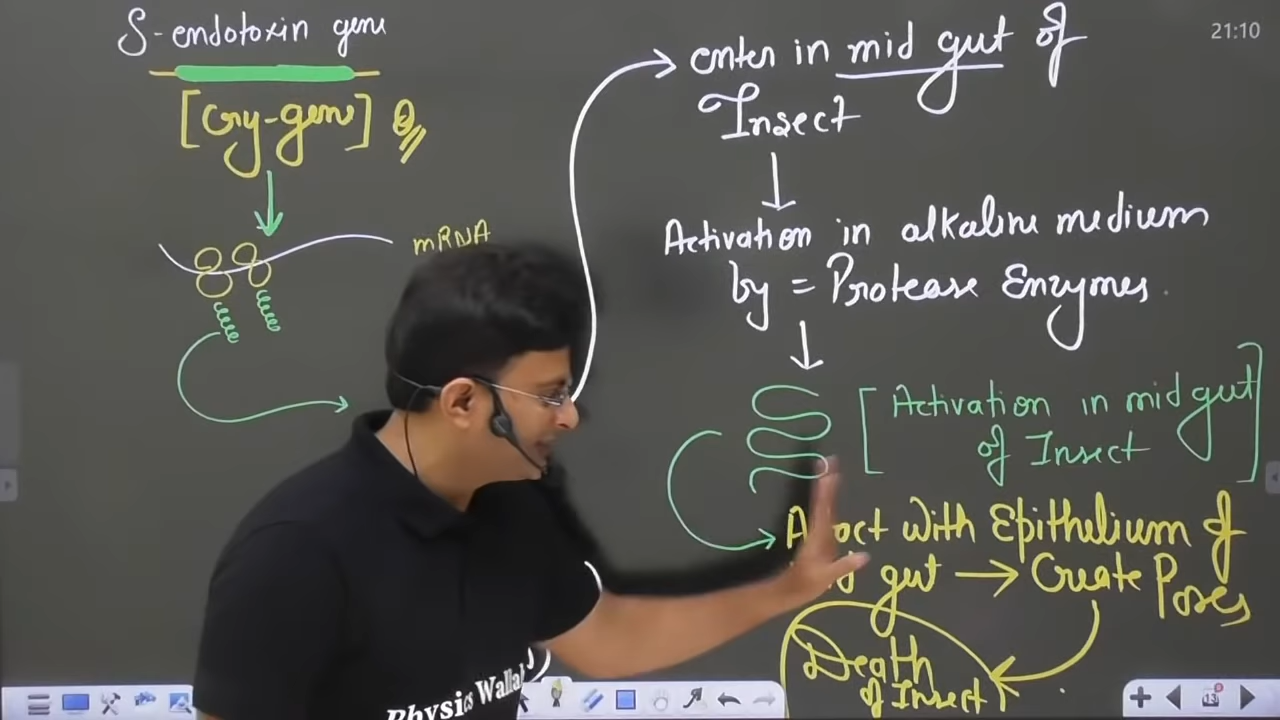 S-endotoxin gene
[Cry-gene]
mRNA
enter in mid gut of
Insect
Activation in alkaline medium
by = Protease Enzymes
[Activation in mid gut
of Insect]
with Epithelium of
gut → Create Pores
Death
of Insect
21:10
Physics Wallah
13